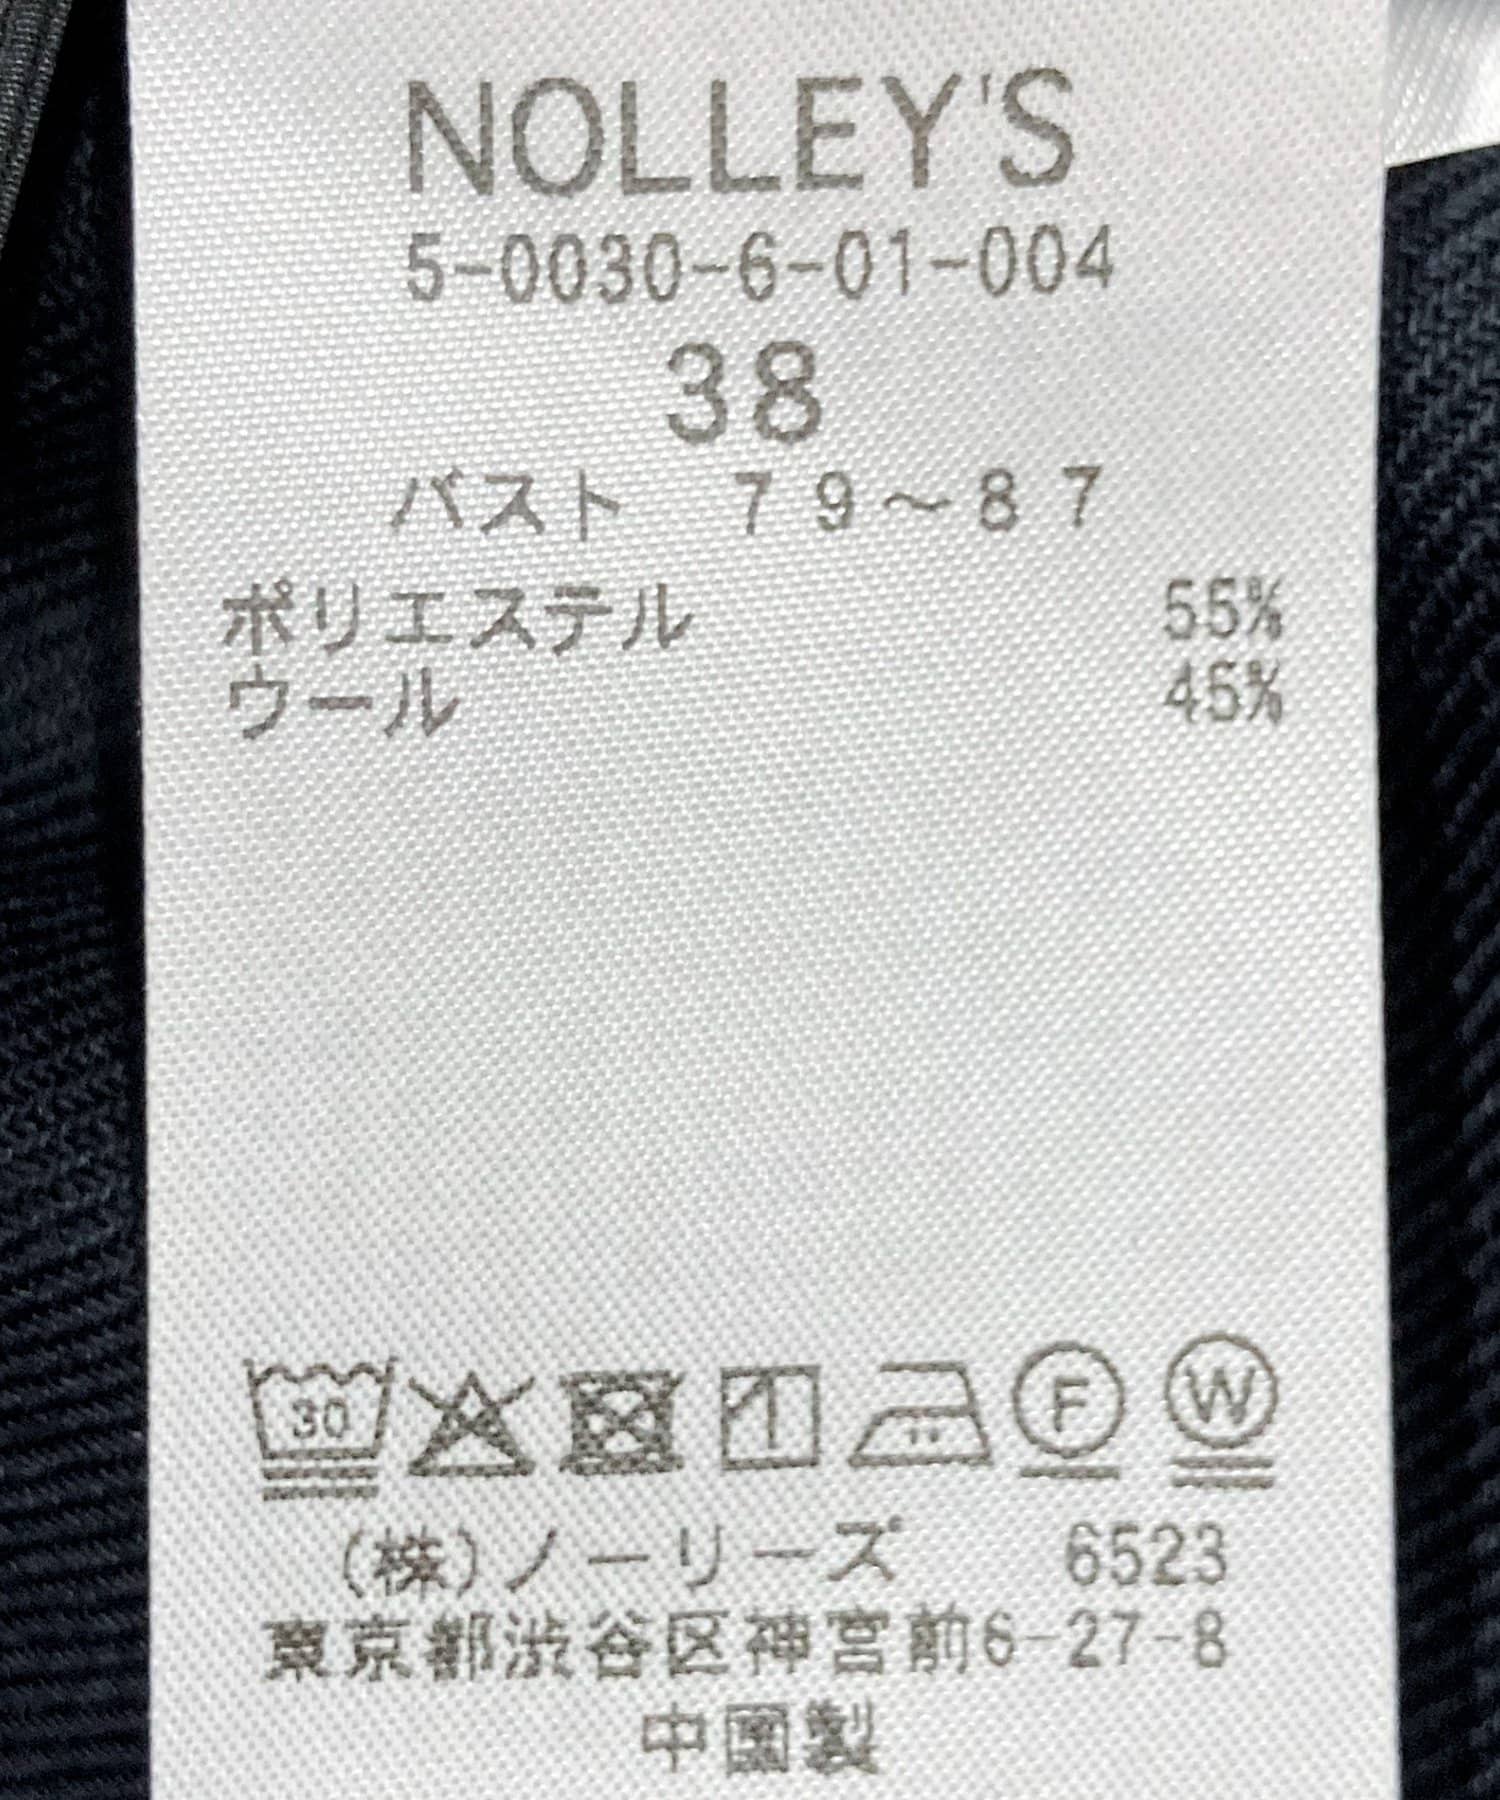 NOLLEY'S
5-0030-6-01-004
38
バスト　７９～８７
ポリエステル 55%
ウール 45%
30 F W
(株)ノーリーズ 6523
東京都渋谷区神宮前6-27-8
中国製